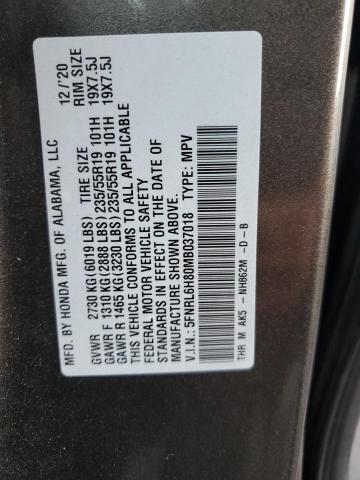 MFD. BY HONDA MFG. OF ALABAMA, LLC 12/'20
TIRE SIZE RIM SIZE
GVWR 2730 KG(6019 LBS)
GAWR F 1310 KG(2888 LBS) 235/55R19 101H 19X7.5J
GAWR R 1465 KG(3230 LBS) 235/55R19 101H 19X7.5J
THIS VEHICLE CONFORMS TO ALL APPLICABLE
FEDERAL MOTOR VEHICLE SAFETY
STANDARDS IN EFFECT ON THE DATE OF
MANUFACTURE SHOWN ABOVE.
V.I.N.: 5FNRL6H80MB037018 TYPE: MPV
THR M AK5 -NH862M -D -B